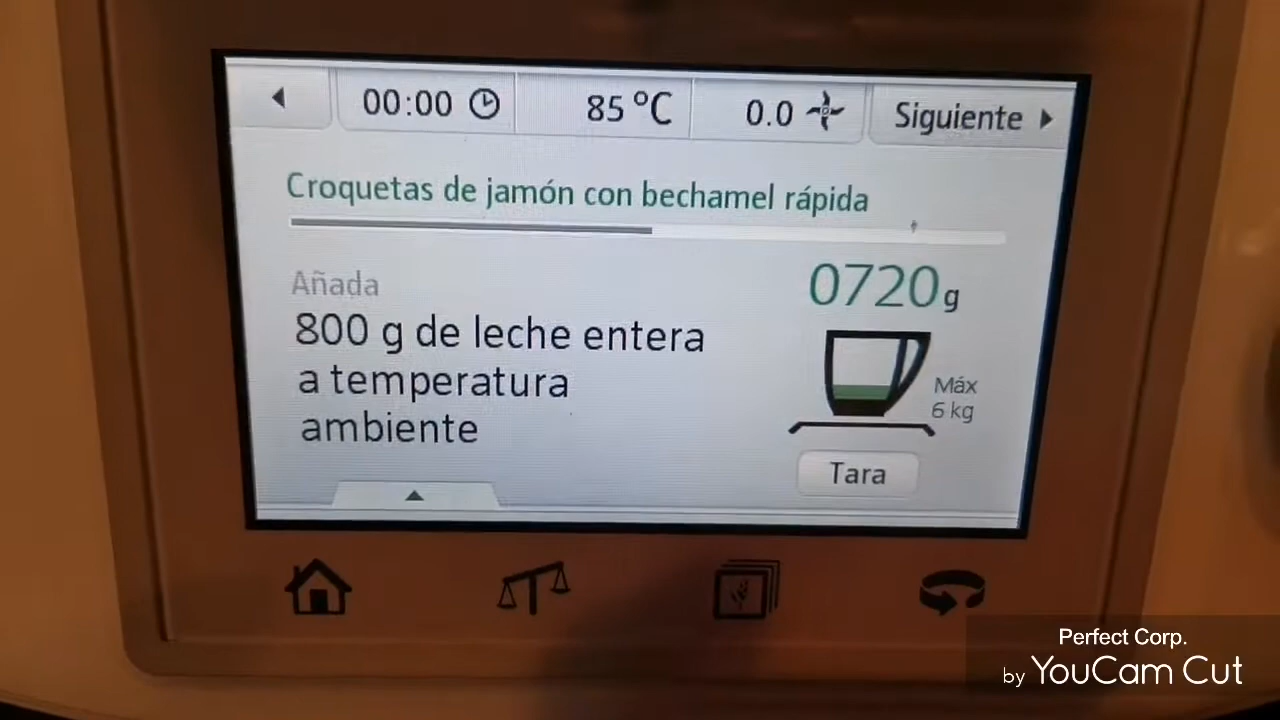 00:00 85 °C 0.0 Siguiente
Croquetas de jamón con bechamel rápida
Añada
800 g de leche entera
a temperatura
ambiente
0720 g
Máx
6 kg
Tara
Perfect Corp.
by YouCam Cut